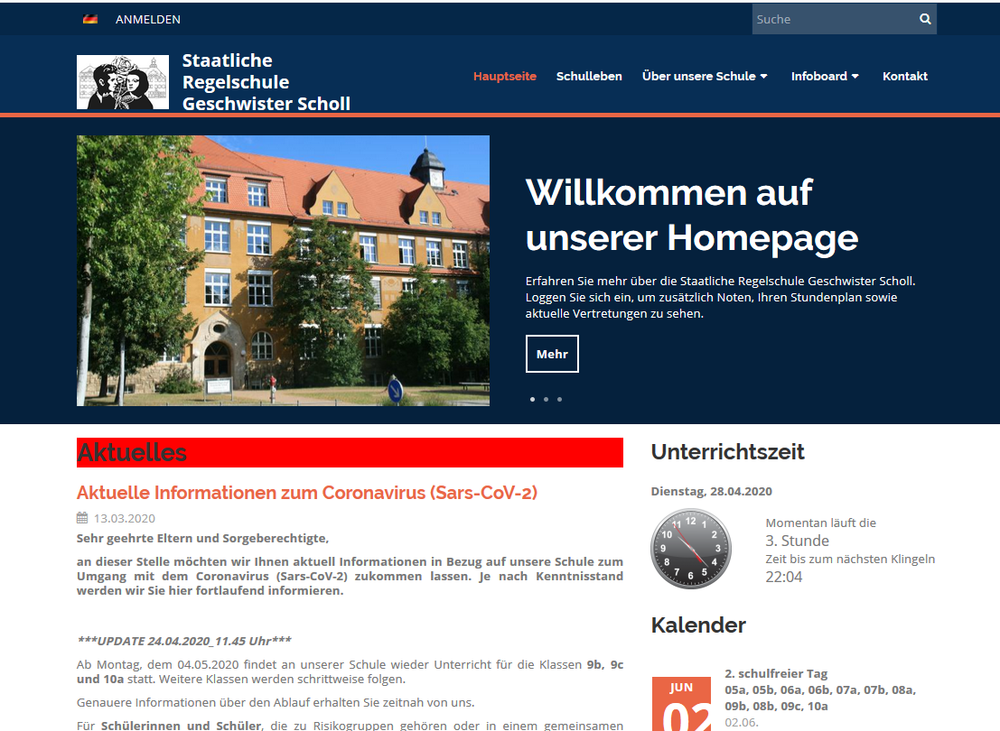 ANMELDEN
Suche
Staatliche
Regelschule
Geschwister Scholl
Hauptseite Schulleben Über unsere Schule Infoboard Kontakt
Willkommen auf
unserer Homepage
Erfahren Sie mehr über die Staatliche Regelschule Geschwister Scholl.
Loggen Sie sich ein, um zusätzlich Noten, Ihren Stundenplan sowie
aktuelle Vertretungen zu sehen.
Mehr
Aktuelles
Aktuelle Informationen zum Coronavirus (Sars-CoV-2)
13.03.2020
Sehr geehrte Eltern und Sorgeberechtigte,
an dieser Stelle möchten wir Ihnen aktuell Informationen in Bezug auf unsere Schule zum
Umgang mit dem Coronavirus (Sars-CoV-2) zukommen lassen. Je nach Kenntnisstand
werden wir Sie hier fortlaufend informieren.
***UPDATE 24.04.2020_11.45 Uhr***
Ab Montag, dem 04.05.2020 findet an unserer Schule wieder Unterricht für die Klassen 9b, 9c
und 10a statt. Weitere Klassen werden schrittweise folgen.
Genauere Informationen über den Ablauf erhalten Sie zeitnah von uns.
Für Schülerinnen und Schüler, die zu Risikogruppen gehören oder in einem gemeinsamen
Unterrichtszeit
Dienstag, 28.04.2020
12 1 2 3 4 5 6 7 8 9 10 11
Momentan läuft die
3. Stunde
Zeit bis zum nächsten Klingeln
22:04
Kalender
JUN
02
2. schulfreier Tag
05a, 05b, 06a, 06b, 07a, 07b, 08a,
09b, 08b, 09c, 10a
02.06.